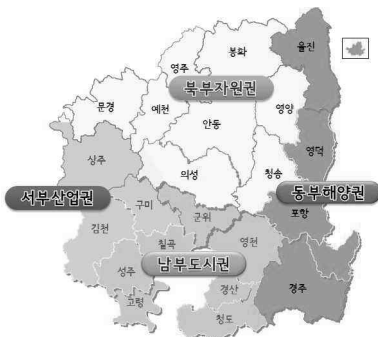 울진
봉화
영주
북부자원권
문경
예천
영양
안동
영덕
상주
의성
청송
서부산업권
동부해양권
구미
군위
포항
김천
칠곡
영천
남부도시권
성주
경산
경주
고령
청도